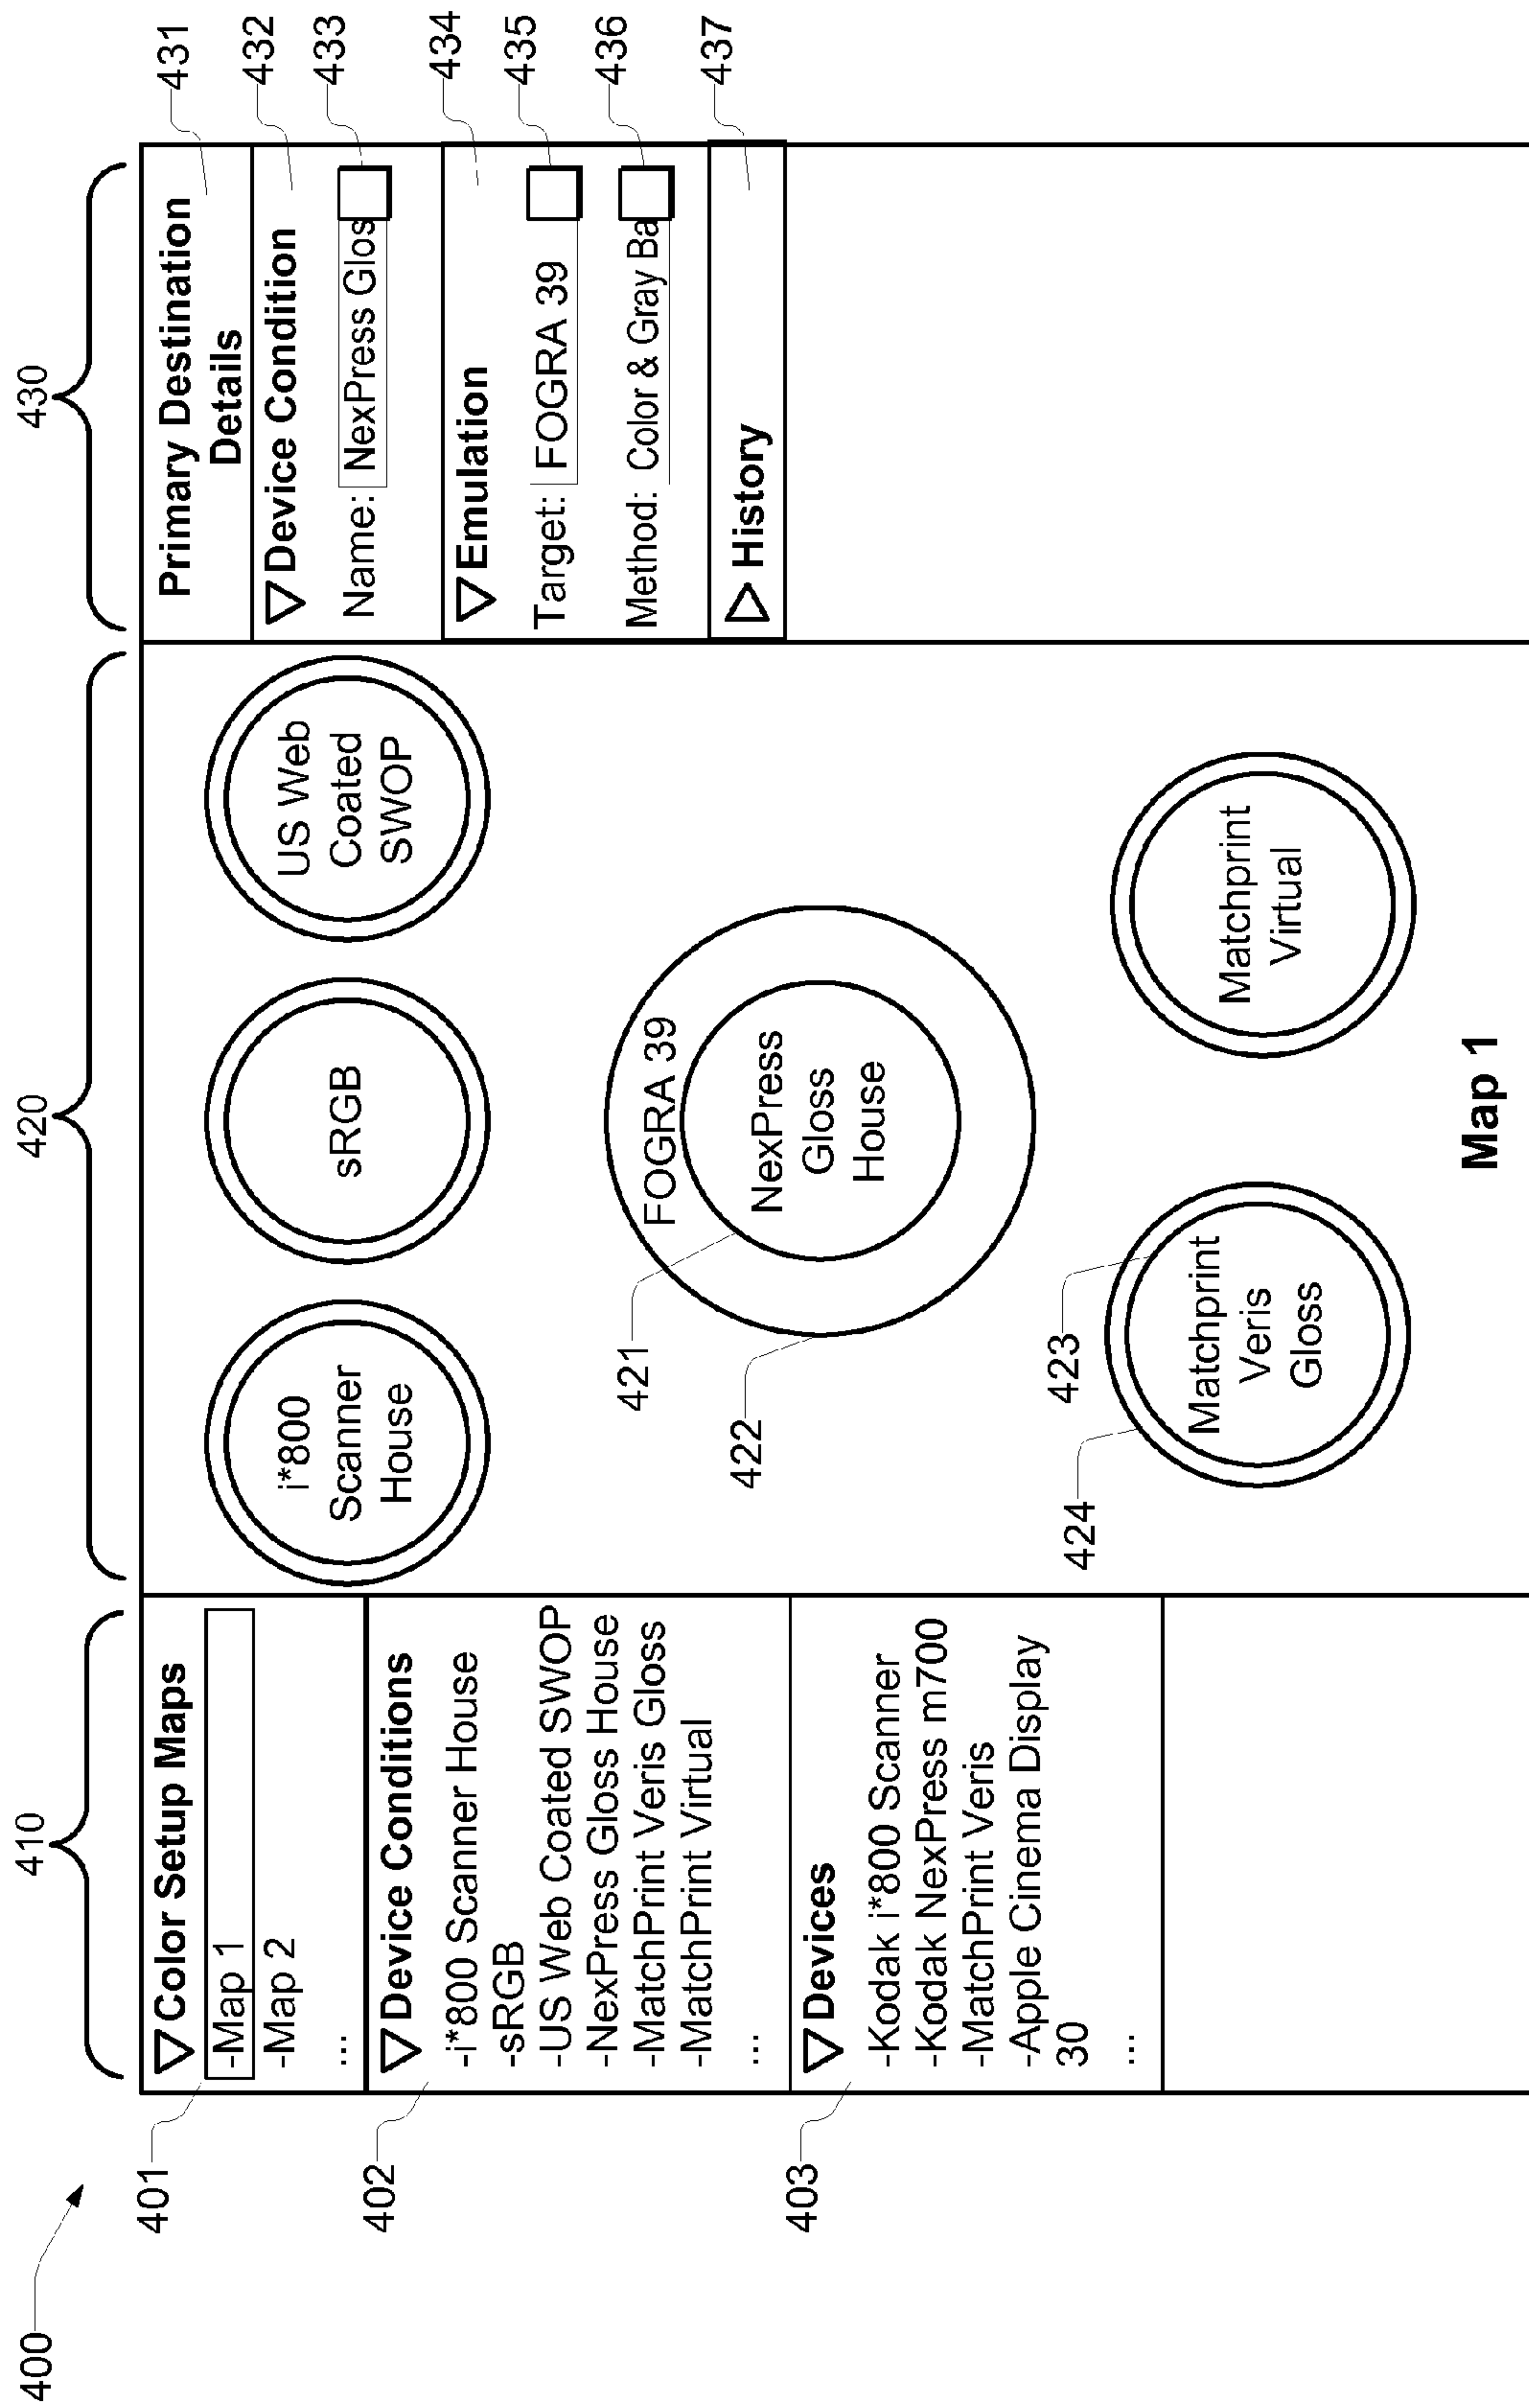 400
410
420
430
401
402
403
▽Color Setup Maps
-Map 1
-Map 2
...
▽Device Conditions
-i*800 Scanner House
-sRGB
-US Web Coated SWOP
-NexPress Gloss House
-MatchPrint Veris Gloss
-MatchPrint Virtual
...
▽Devices
-Kodak i*800 Scanner
-Kodak NexPress m700
-MatchPrint Veris
-Apple Cinema Display
30
...
i*800
Scanner
House
sRGB
US Web
Coated
SWOP
FOGRA 39
NexPress
Gloss
House
421
422
423
424
Matchprint
Veris
Gloss
Matchprint
Virtual
Map 1
Primary Destination
Details
▽Device Condition
Name: NexPress Glos
▽Emulation
Target: FOGRA 39
Method: Color & Gray Ba
▷History
431
432
433
434
435
436
437